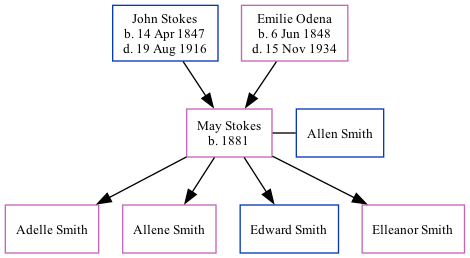 John Stokes
b. 14 Apr 1847
d. 19 Aug 1916
Emilie Odena
b. 6 Jun 1848
d. 15 Nov 1934
May Stokes
b. 1881
Allen Smith
Adelle Smith
Allene Smith
Edward Smith
Elleanor Smith